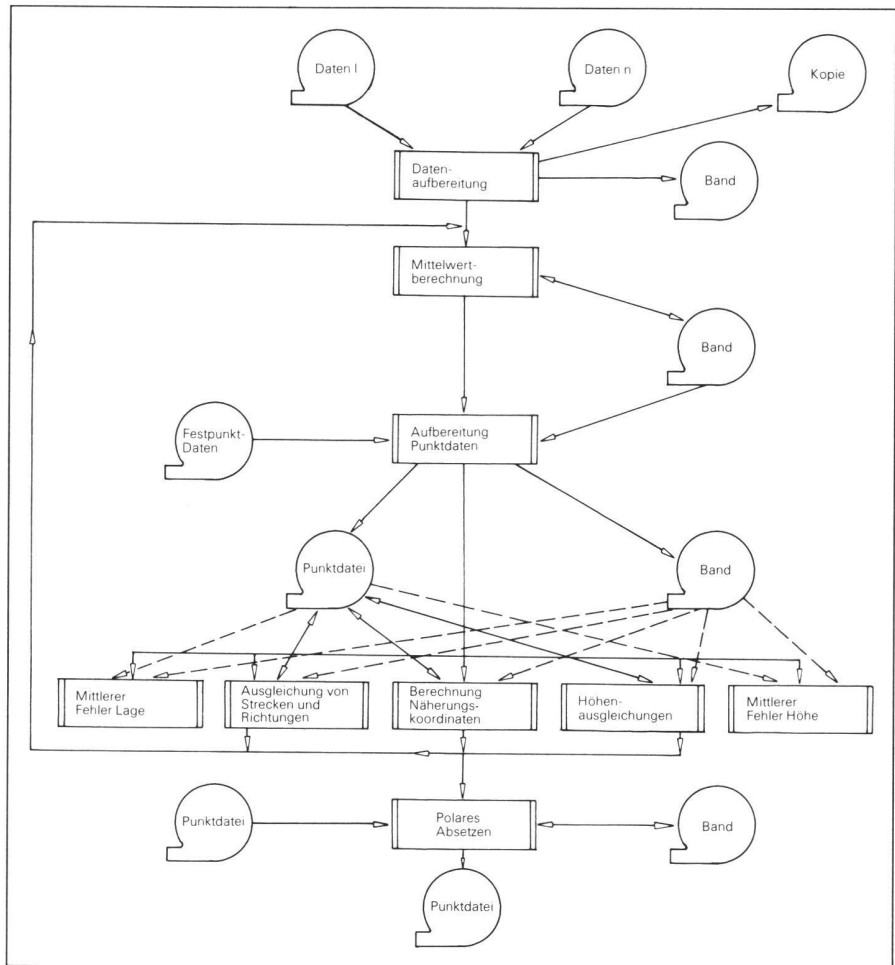 Daten I
Daten n
Kopie
Daten-
aufbereitung
Band
Mittelwert-
berechnung
Band
Festpunkt-
Daten
Aufbereitung
Punktdaten
Punktdatei
Band
Mittlerer
Fehler Lage
Ausgleichung von
Strecken und
Richtungen
Berechnung
Näherungs-
koordinaten
Höhen-
ausgleichungen
Mittlerer
Fehler Höhe
Punktdatei
Polares
Absetzen
Band
Punktdatei